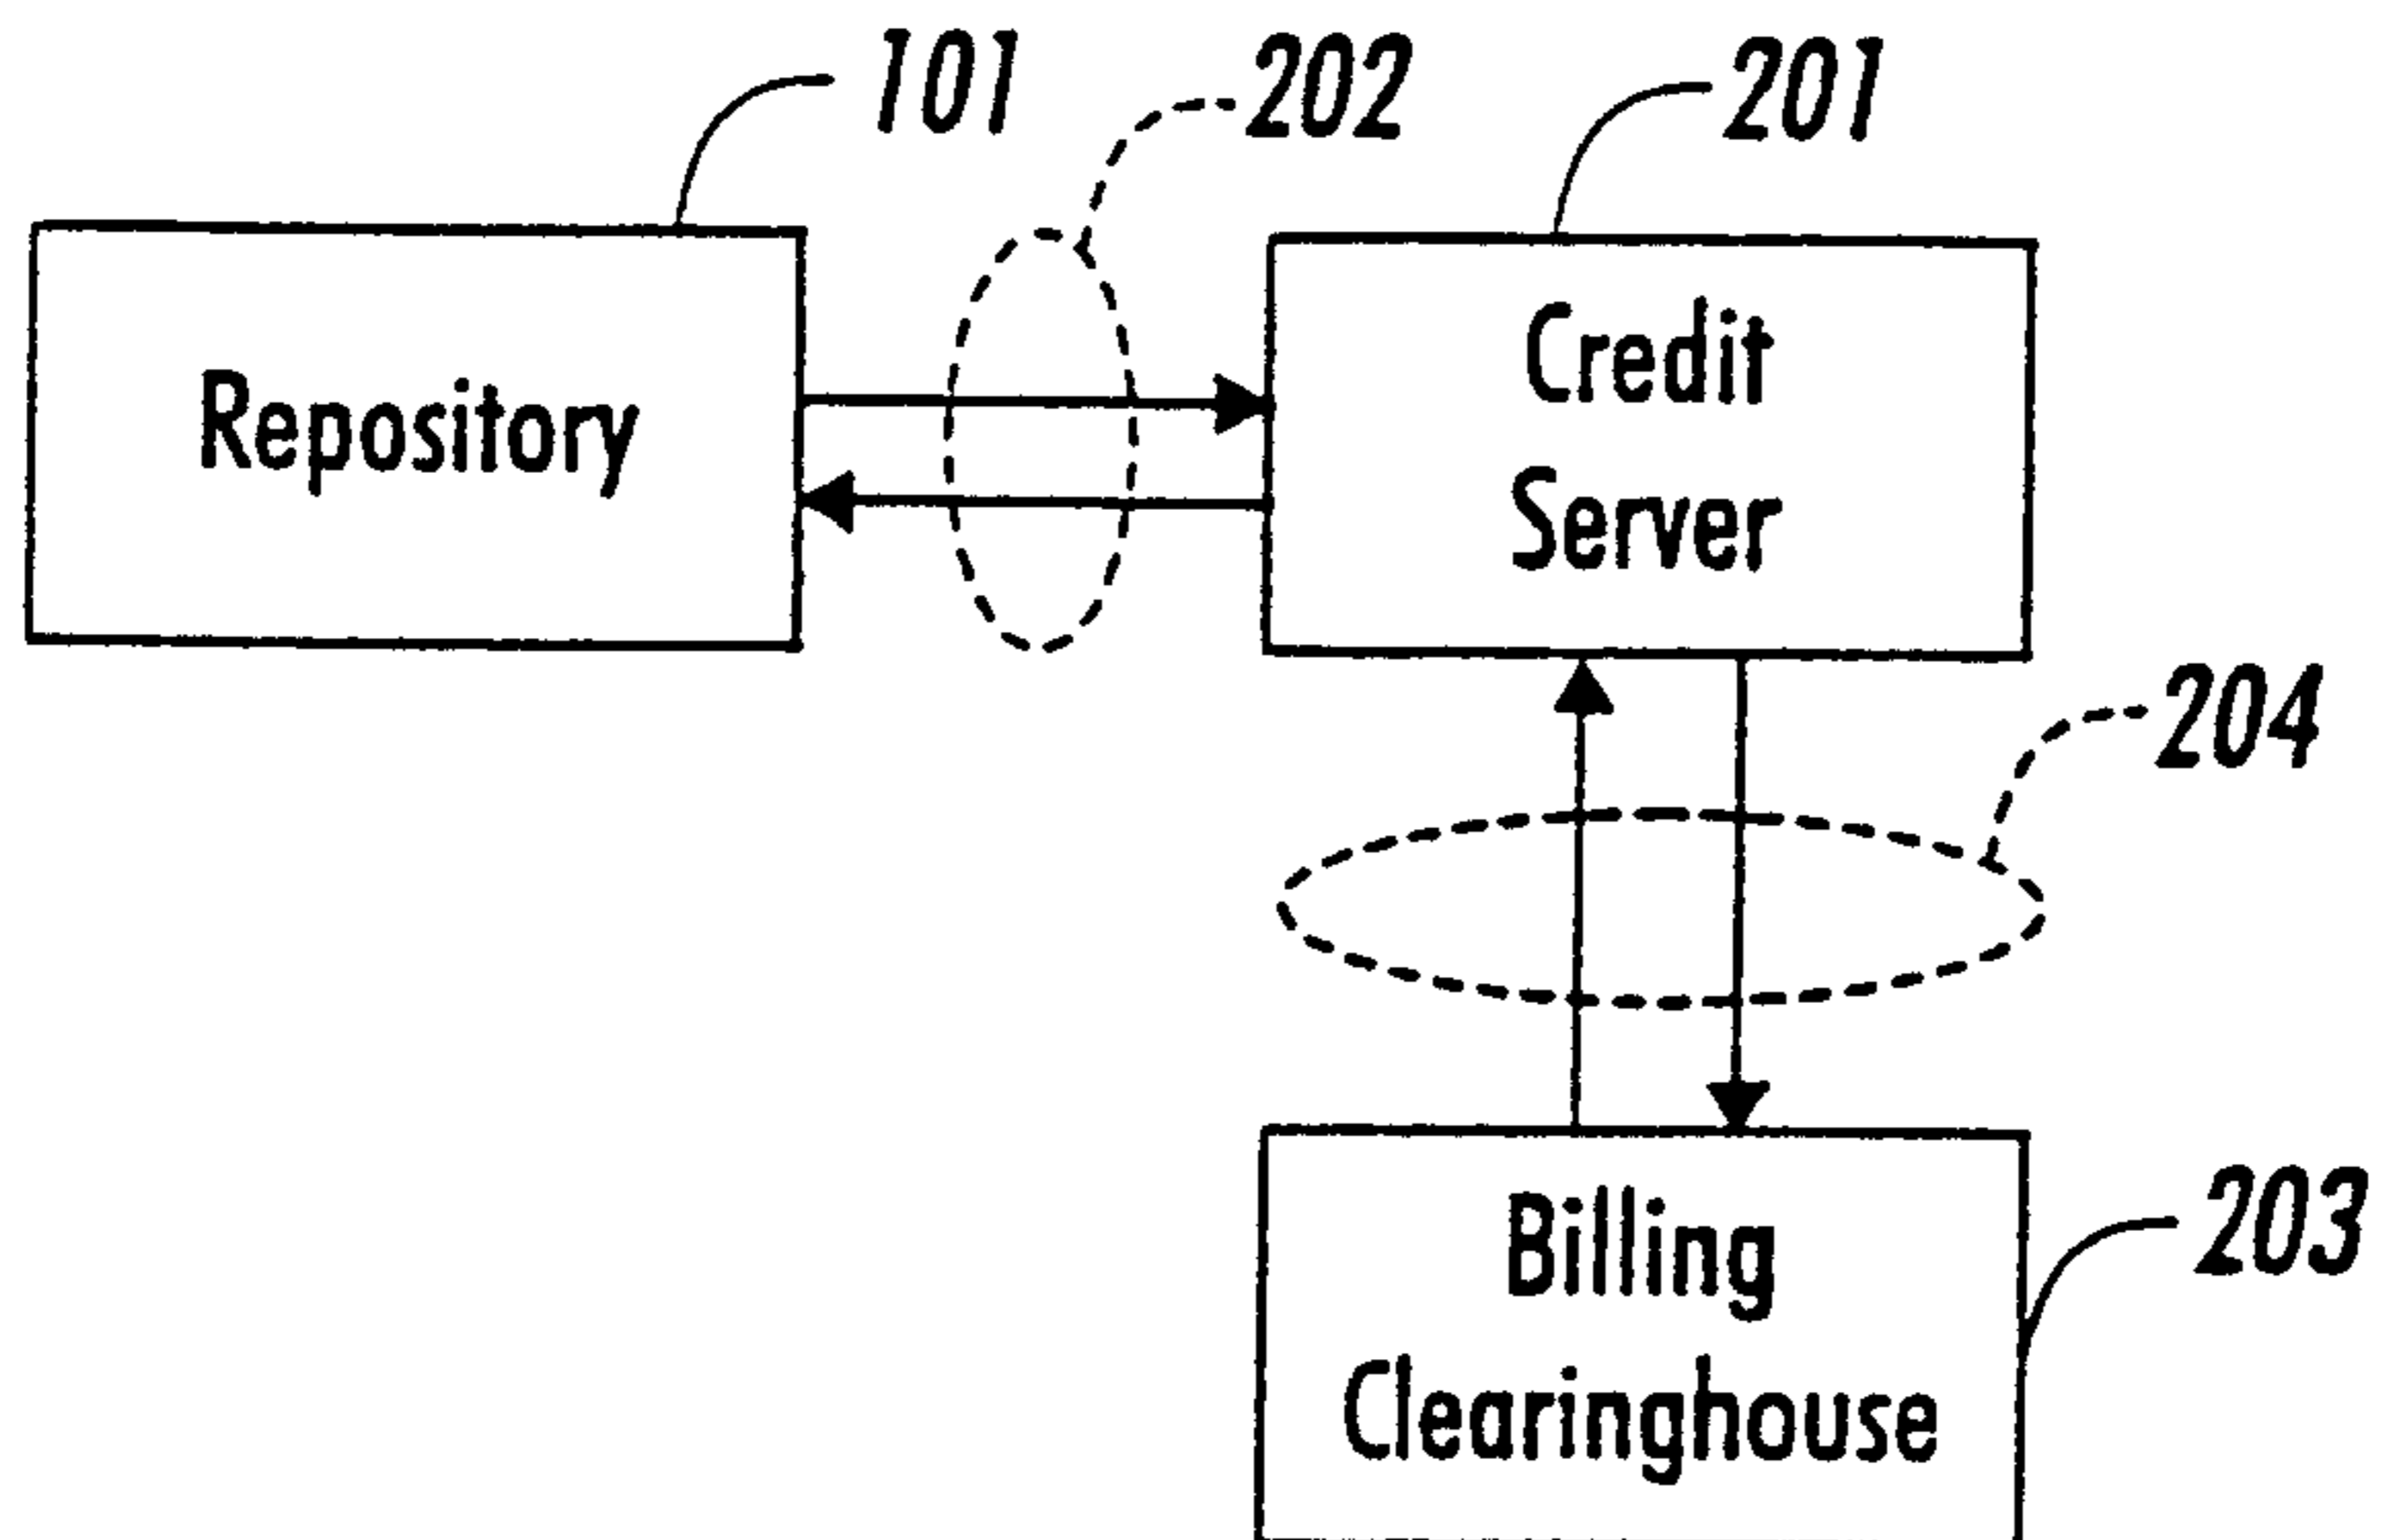 101
202
201
Repository
Credit
Server
204
Billing
Clearinghouse
203